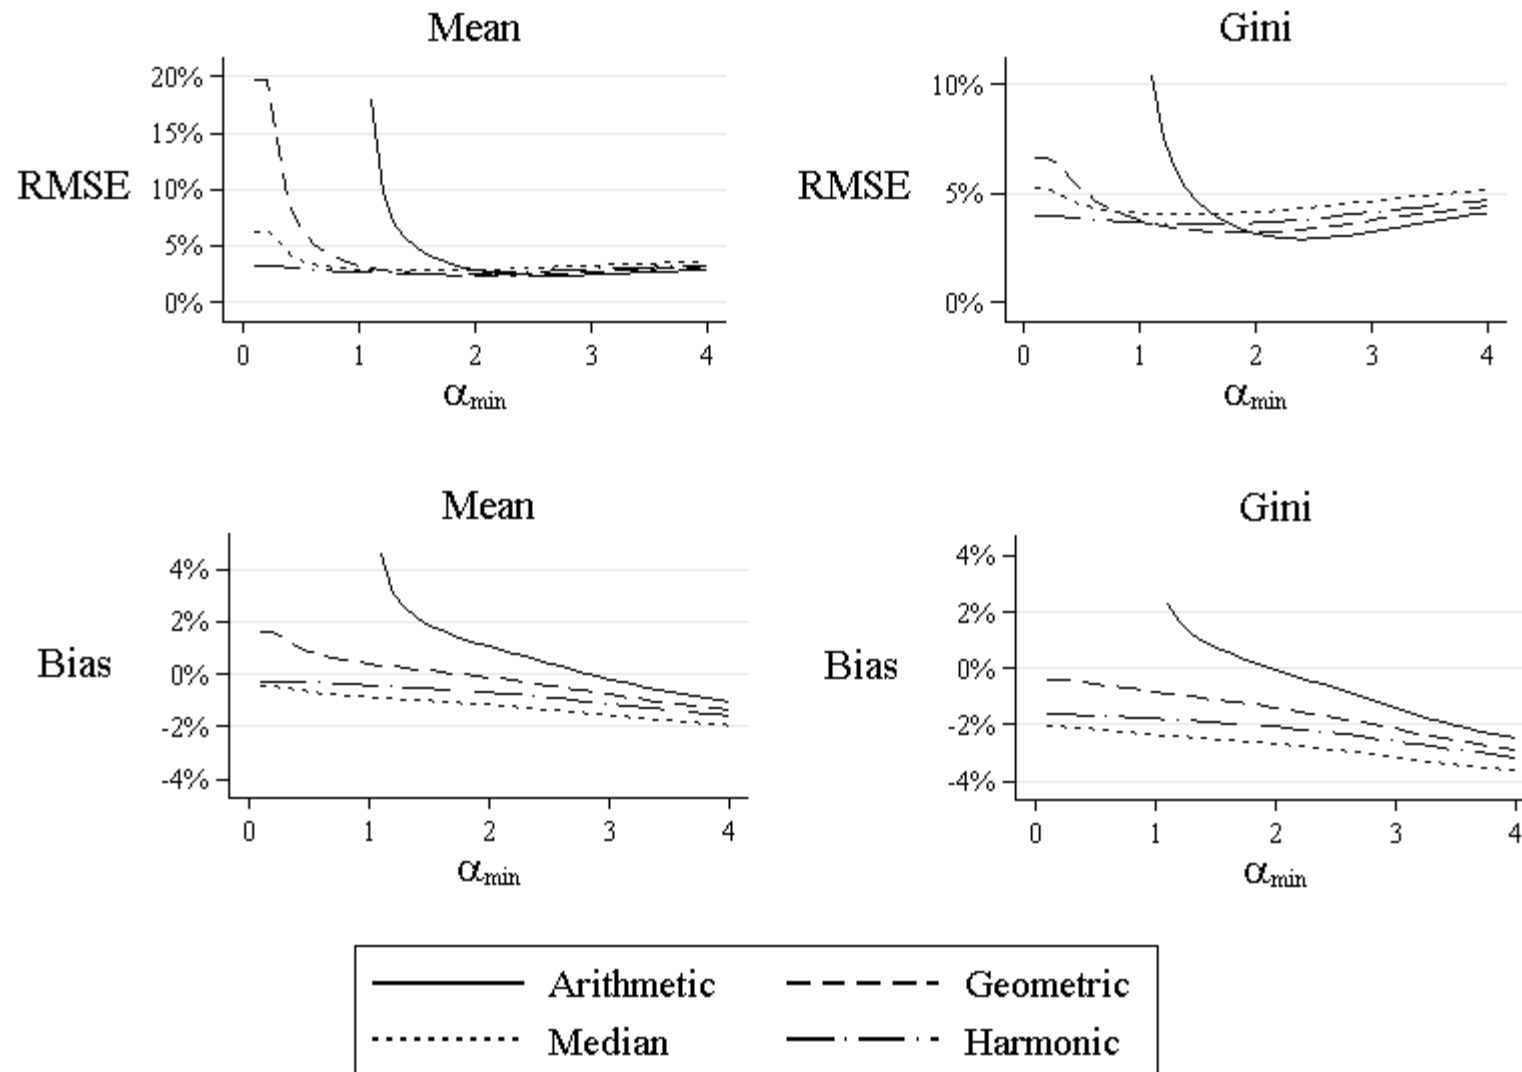 Mean
20%
15%
RMSE
10%
5%
0%
0 1 2 3 4
αmin
Gini
10%
RMSE
5%
0%
0 1 2 3 4
αmin
Mean
4%
2%
Bias
0%
-2%
-4%
0 1 2 3 4
αmin
Gini
4%
2%
Bias
0%
-2%
-4%
0 1 2 3 4
αmin
Arithmetic Geometric
Median Harmonic